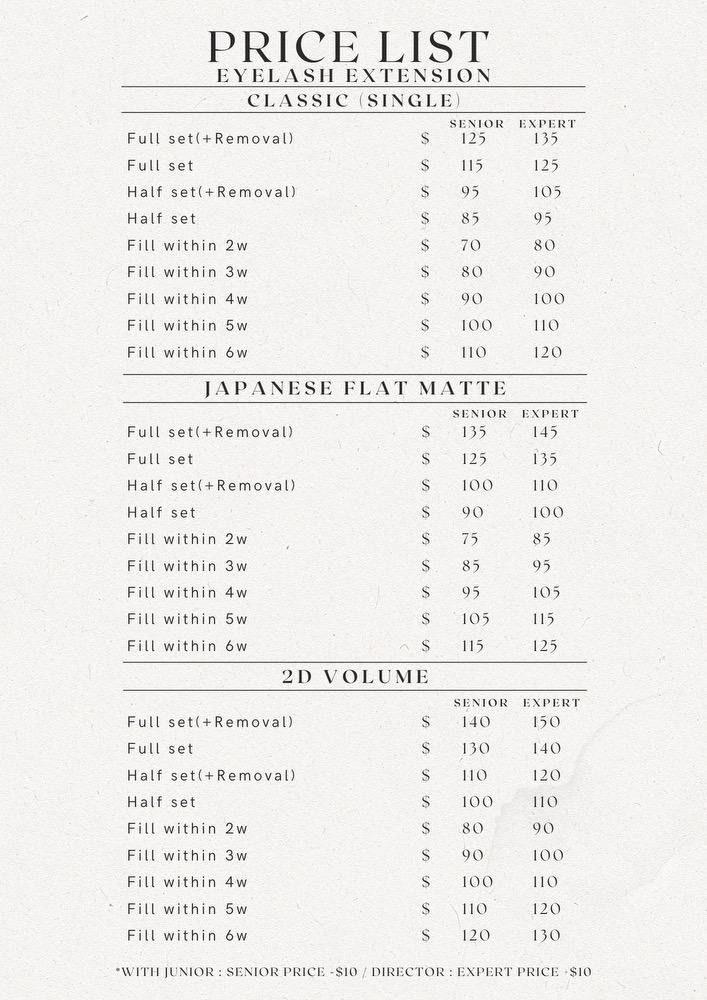 PRICE LIST
EYELASH EXTENSION
CLASSIC (SINGLE)
SENIOR EXPERT
Full set(+Removal) $ 125 135
Full set $ 115 125
Half set(+Removal) $ 95 105
Half set $ 85 95
Fill within 2w $ 70 80
Fill within 3w $ 80 90
Fill within 4w $ 90 100
Fill within 5w $ 100 110
Fill within 6w $ 110 120
JAPANESE FLAT MATTE
SENIOR EXPERT
Full set(+Removal) $ 135 145
Full set $ 125 135
Half set(+Removal) $ 100 110
Half set $ 90 100
Fill within 2w $ 75 85
Fill within 3w $ 85 95
Fill within 4w $ 95 105
Fill within 5w $ 105 115
Fill within 6w $ 115 125
2D VOLUME
SENIOR EXPERT
Full set(+Removal) $ 140 150
Full set $ 130 140
Half set(+Removal) $ 110 120
Half set $ 100 110
Fill within 2w $ 80 90
Fill within 3w $ 90 100
Fill within 4w $ 100 110
Fill within 5w $ 110 120
Fill within 6w $ 120 130
*WITH JUNIOR : SENIOR PRICE -$10 / DIRECTOR : EXPERT PRICE +$10